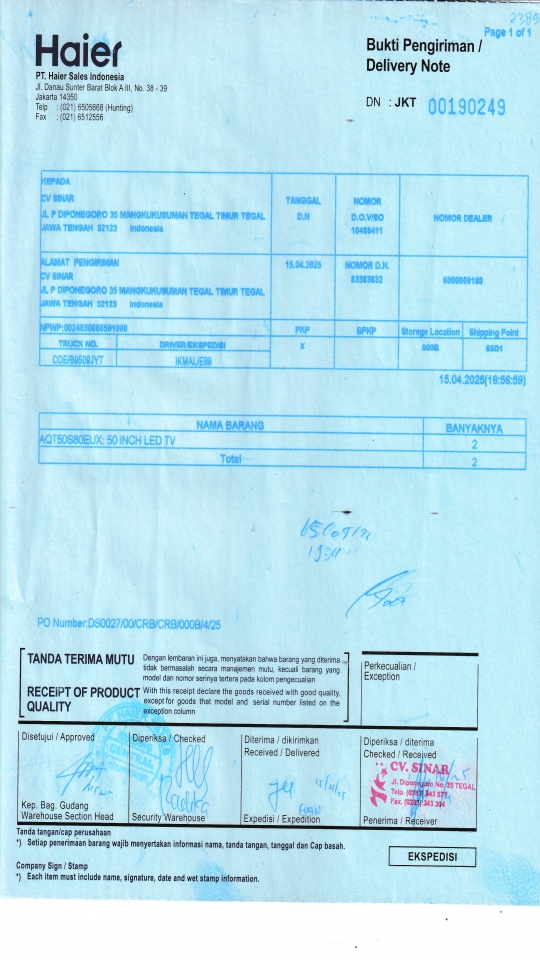 Page 1 of 1
Haier
Bukti Pengiriman /
Delivery Note
PT. Haier Sales Indonesia
Jl. Danau Sunter Barat Blok A III, No. 38 - 39
Jakarta 14350
Telp : (021) 6505668 (Hunting)
Fax : (021) 6512556
DN : JKT 00190249
KEPADA
CV SINAR
JL P DIPONEGORO 35 MANGKUKUSUMAN TEGAL TIMUR TEGAL
JAWA TENGAH 52123 Indonesia
TANGGAL
D.N
NOMOR
D.O./SO
10486411
NOMOR DEALER
ALAMAT PENGIRIMAN
CV SINAR
JL P DIPONEGORO 35 MANGKUKUSUMAN TEGAL TIMUR TEGAL
JAWA TENGAH 52123 Indonesia
15.04.2025
NOMOR D.N.
83383832
6000009180
NPWP:0024030868501000
PKP
BPKP
Storege Location
Shipping Point
TRUCK NO.
DRIVER/EKSPEDISI
X
000B
65D1
CDE/B9509JYT
IKMAL/E88
15.04.2025(16:56:59)
NAMA BARANG
BANYAKNYA
AQT50S80EUX: 50 INCH LED TV
2
Total
2
PO Number:DS0027/00/CRB/CRB/000B/4/25
TANDA TERIMA MUTU
Dengan lembaran ini juga, menyatakan bahwa barang yang diterima
tidak bermasalah secara manajemen mutu, kecuali barang yang
model dan nomor serinya tertera pada kolom pengecualian
RECEIPT OF PRODUCT
QUALITY
With this receipt declare the goods received with good quality,
except for goods that model and serial number listed on the
exception column
Perkecualian /
Exception
Disetujui / Approved
Diperiksa / Checked
Diterima / dikirimkan
Received / Delivered
Diperiksa / diterima
Checked / Received
CV. SINAR
Jl. Diponegoro No. 35 TEGAL
Kep. Bag. Gudang
Warehouse Section Head
Security Warehouse
Expedisi / Expedition
Penerima / Receiver
Tanda tangan/cap perusahaan
*) Setiap penerimaan barang wajib menyertakan informasi nama, tanda tangan, tanggal dan Cap basah.
EKSPEDISI
Company Sign / Stamp
*) Each item must include name, signature, date and wet stamp information.